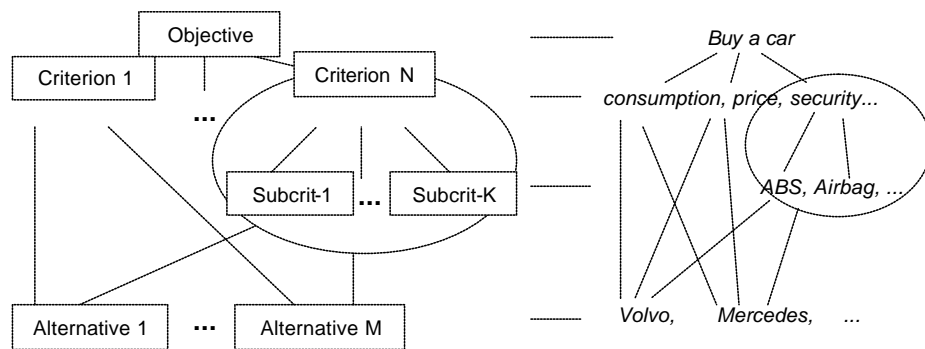 Objective
Buy a car
Criterion 1
Criterion N
...
consumption, price, security...
Subcrit-1
...
Subcrit-K
ABS, Airbag, ...
Alternative 1
...
Alternative M
Volvo, Mercedes, ...